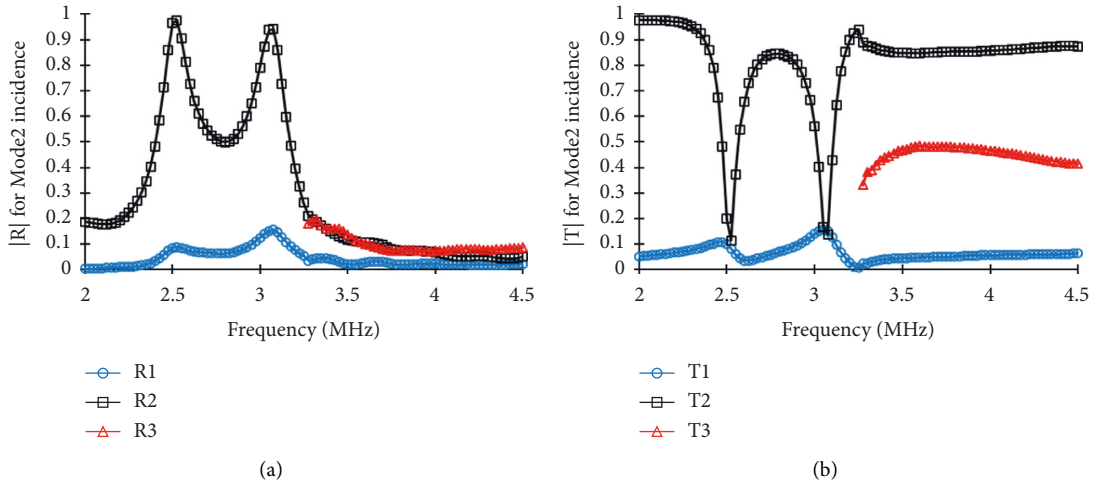 |R| for Mode2 incidence
1
0.9
0.8
0.7
0.6
0.5
0.4
0.3
0.2
0.1
0
2
2.5
3
3.5
4
4.5
Frequency (MHz)
R1
R2
R3
(a)
|T| for Mode2 incidence
1
0.9
0.8
0.7
0.6
0.5
0.4
0.3
0.2
0.1
0
2
2.5
3
3.5
4
4.5
Frequency (MHz)
T1
T2
T3
(b)